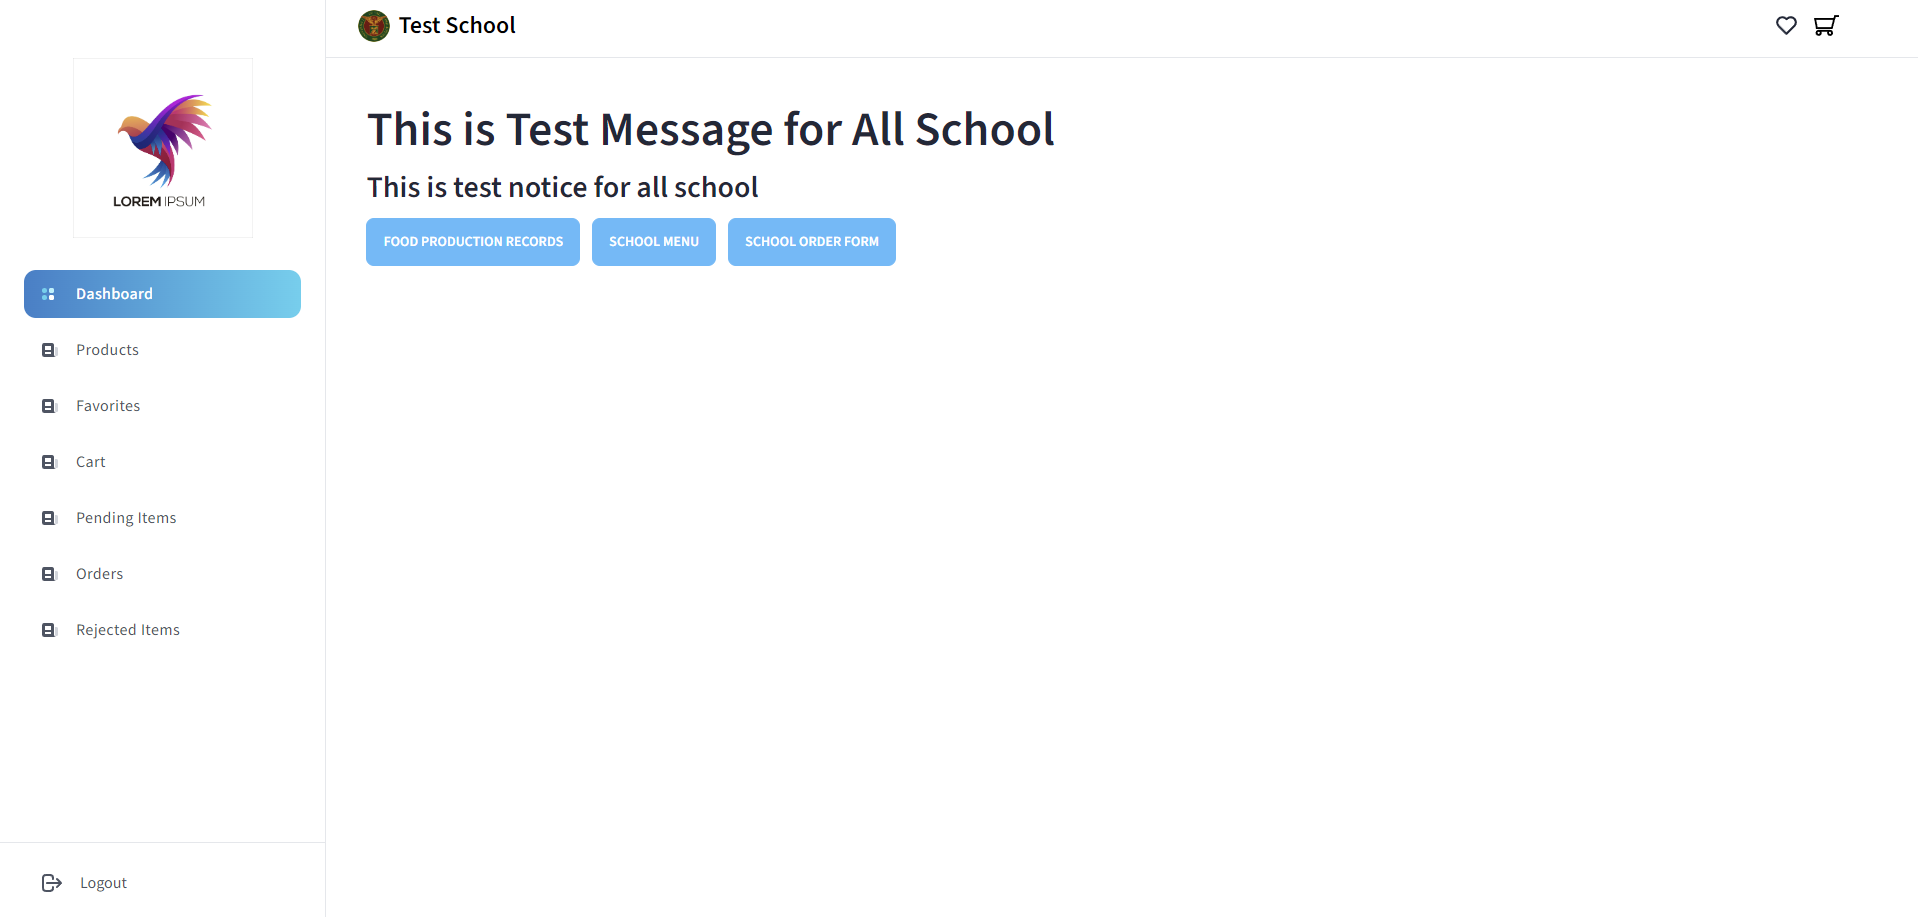 LOREM IPSUM
Dashboard
Products
Favorites
Cart
Pending Items
Orders
Rejected Items
Logout
Test School
This is Test Message for All School
This is test notice for all school
FOOD PRODUCTION RECORDS
SCHOOL MENU
SCHOOL ORDER FORM